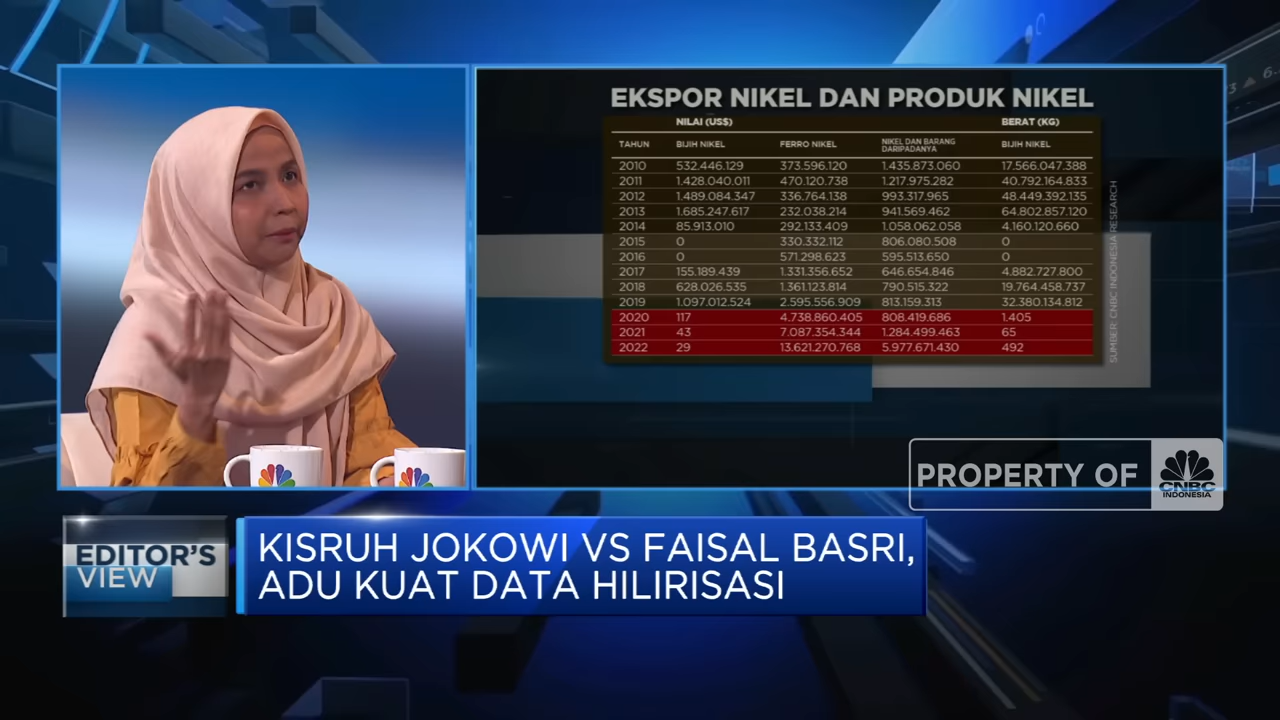 EKSPOR NIKEL DAN PRODUK NIKEL
NILAI (US$) BERAT (KG)
TAHUN BIJIH NIKEL FERRO NIKEL NIKEL DAN BARANG DARIPADANYA BIJIH NIKEL
2010 532.446.129 373.596.120 1.435.873.060 17.566.047.388
2011 1.428.040.011 470.120.738 1.217.975.282 40.792.164.833
2012 1.489.084.347 336.764.138 993.317.965 48.449.392.135
2013 1.685.247.617 232.038.214 941.569.462 64.802.857.120
2014 85.913.010 292.133.409 1.058.062.058 4.160.120.660
2015 0 330.332.112 806.080.508 0
2016 0 571.298.623 595.513.650 0
2017 155.189.439 1.331.356.652 646.654.846 4.882.727.800
2018 628.026.535 1.361.123.814 790.515.322 19.764.458.737
2019 1.097.012.524 2.595.556.909 813.159.313 32.380.134.812
2020 117 4.738.860.405 808.419.686 1.405
2021 43 7.087.354.344 1.284.499.463 65
2022 29 13.621.270.768 5.977.671.430 492
SUMBER: CNBC INDONESIA RESEARCH
PROPERTY OF CNBC INDONESIA
EDITOR'S VIEW
KISRUH JOKOWI VS FAISAL BASRI,
ADU KUAT DATA HILIRISASI